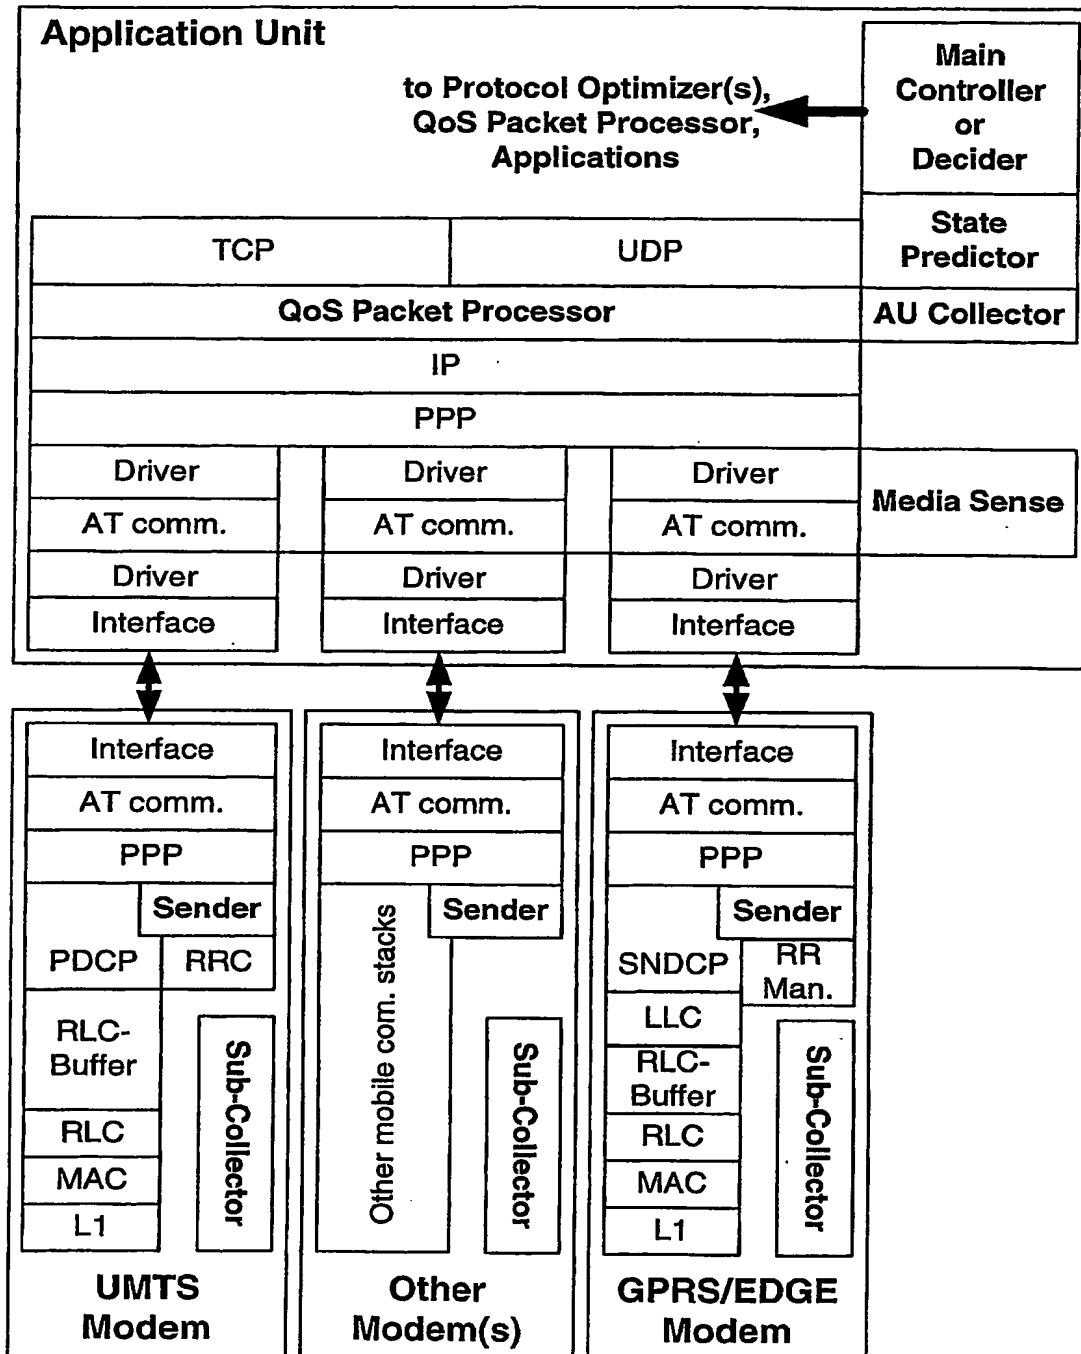 Application Unit
Main
Controller
or
Decider
to Protocol Optimizer(s),
QoS Packet Processor,
Applications
State
Predictor
TCP
UDP
QoS Packet Processor
AU Collector
IP
PPP
Driver
Driver
Driver
Media Sense
AT comm.
AT comm.
AT comm.
Driver
Driver
Driver
Interface
Interface
Interface
Interface
AT comm.
PPP
Sender
PDCP
RRC
RLC-
Buffer
RLC
MAC
L1
Sub-Collector
UMTS
Modem
Interface
AT comm.
PPP
Sender
Other mobile com. stacks
Sub-Collector
Other
Modem(s)
Interface
AT comm.
PPP
Sender
SNDCP
RR
Man.
LLC
RLC-
Buffer
RLC
MAC
L1
Sub-Collector
GPRS/EDGE
Modem